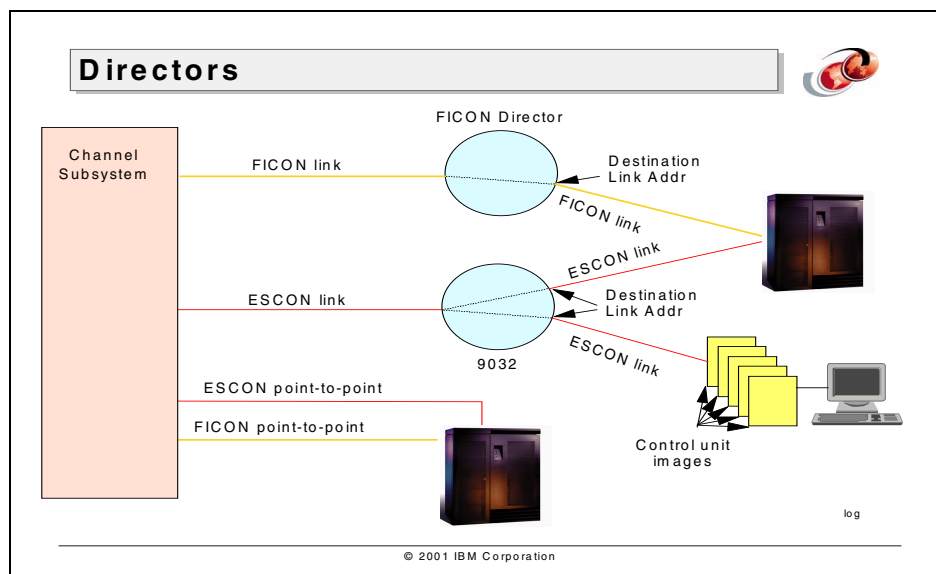 Directors
FICON Director
Channel
Subsystem
FICON link
Destination
Link Addr
FICON link
ESCON link
ESCON link
Destination
Link Addr
9032
ESCON link
ESCON point-to-point
FICON point-to-point
Control unit
images
log
© 2001 IBM Corporation